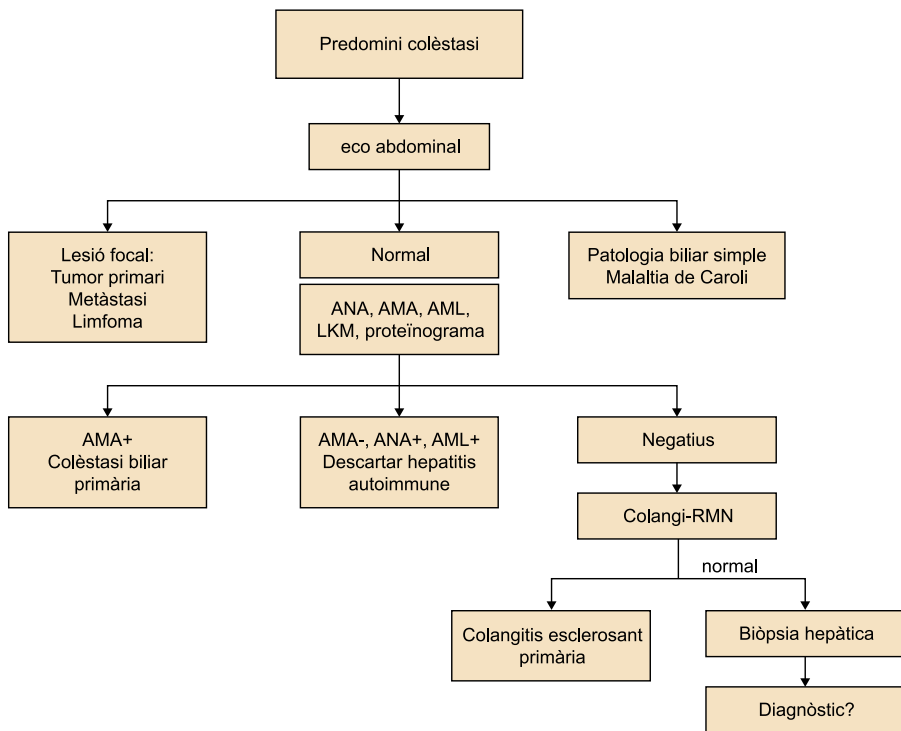 Predomini colèstasi
eco abdominal
Lesió focal:
Tumor primari
Metàstasi
Limfoma
Normal
Patologia biliar simple
Malaltia de Caroli
ANA, AMA, AML,
LKM, proteïnograma
AMA+
Colèstasi biliar
primària
AMA-, ANA+, AML+
Descartar hepatitis
autoimmune
Negatius
Colangi-RMN
normal
Colangitis esclerosant
primària
Biòpsia hepàtica
Diagnòstic?